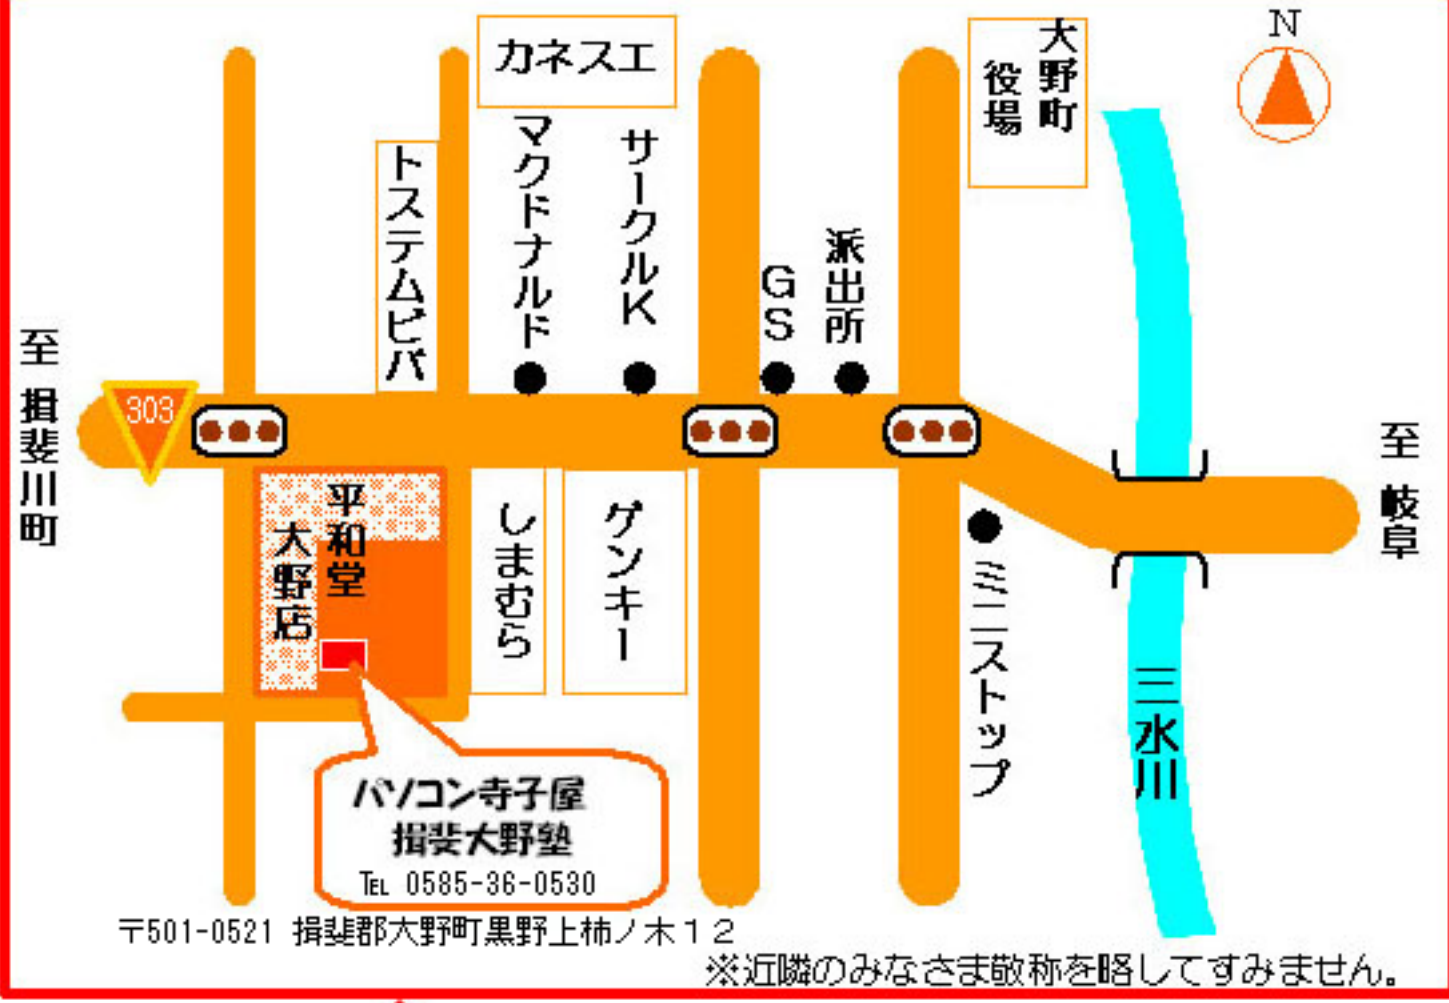 カネスエ
大野町
役場
N
トステムビバ
マクドナルド
サークルK
GS
派出所
至 揖斐川町
303
至 岐阜
平和堂
大野店
しまむら
ゲンキー
ミニストップ
三水川
パソコン寺子屋
揖斐大野塾
TEL 0585-36-0530
〒501-0521 揖斐郡大野町黒野上柿ノ木12
※近隣のみなさま敬称を略してすみません。